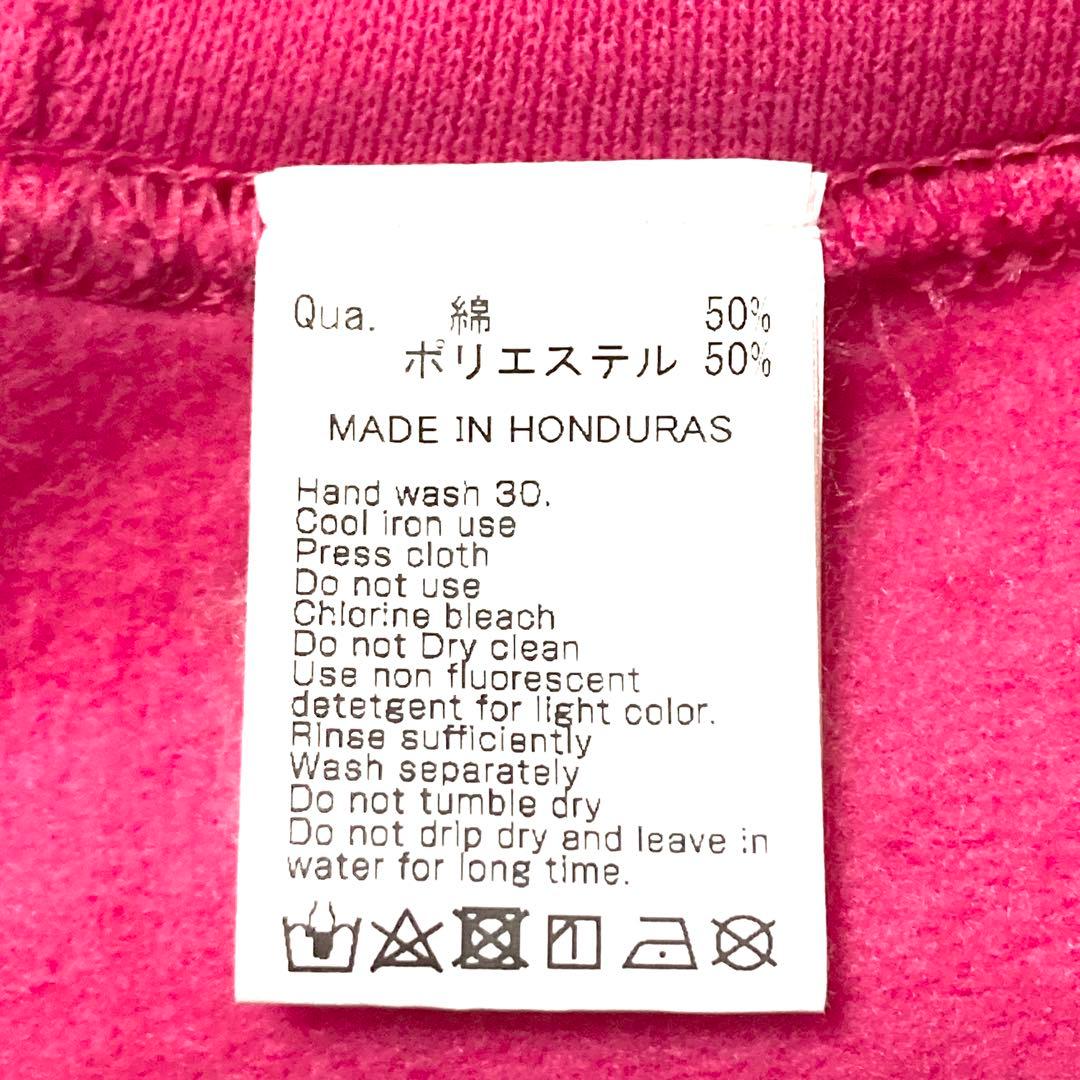 Qua. 綿 50%
ポリエステル 50%
MADE IN HONDURAS
Hand wash 30.
Cool iron use
Press cloth
Do not use
Chlorine bleach
Do not Dry clean
Use non fluorescent
detetgent for light color.
Rinse sufficiently
Wash separately
Do not tumble dry
Do not drip dry and leave in
water for long time.